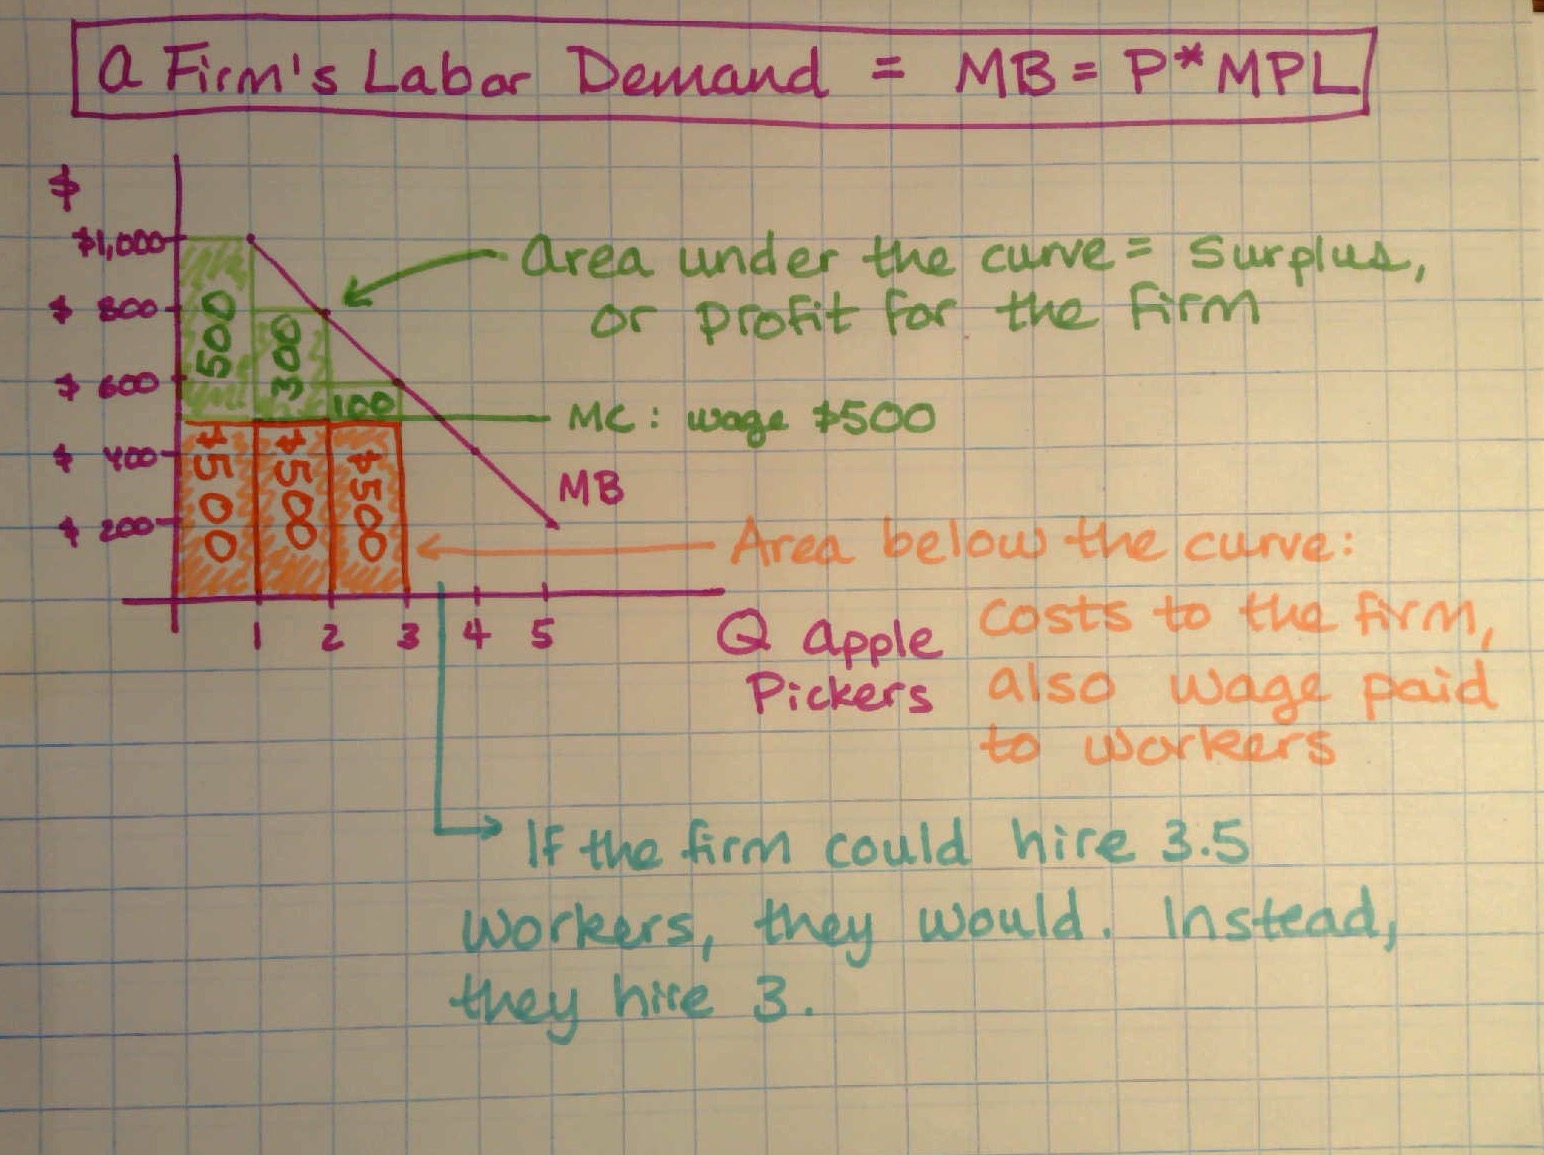 a Firm's Labor Demand = MB = P*MPL
$
$1,000
$ 800
$ 600
$ 400
$ 200
500
300
100
$500
$500
$500
Area under the curve = Surplus,
or profit for the firm
MC: wage $500
MB
Area below the curve:
costs to the firm,
also wage paid
to workers
1 2 3 4 5
Q apple
Pickers
If the firm could hire 3.5
workers, they would. Instead,
they hire 3.